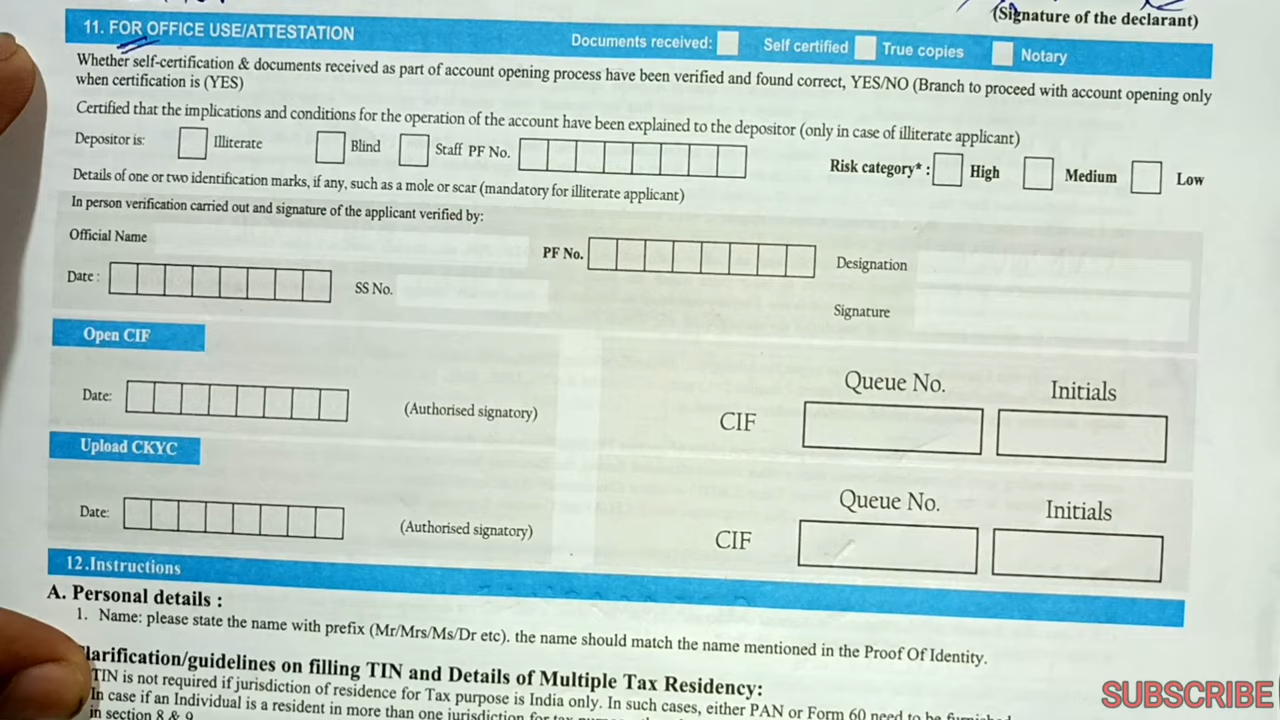 (Signature of the declarant)
11. FOR OFFICE USE/ATTESTATION Documents received: Self certified True copies Notary
Whether self-certification & documents received as part of account opening process have been verified and found correct, YES/NO (Branch to proceed with account opening only
when certification is (YES)
Certified that the implications and conditions for the operation of the account have been explained to the depositor (only in case of illiterate applicant)
Depositor is: Illiterate Blind Staff PF No. Risk category* : High Medium Low
Details of one or two identification marks, if any, such as a mole or scar (mandatory for illiterate applicant)
In person verification carried out and signature of the applicant verified by:
Official Name PF No. Designation
Date : SS No. Signature
Open CIF
Queue No. Initials
Date: (Authorised signatory) CIF
Upload CKYC
Queue No. Initials
Date: (Authorised signatory) CIF
12.Instructions
A. Personal details :
1. Name: please state the name with prefix (Mr/Mrs/Ms/Dr etc). the name should match the name mentioned in the Proof Of Identity.
larification/guidelines on filling TIN and Details of Multiple Tax Residency:
TIN is not required if jurisdiction of residence for Tax purpose is India only. In such cases, either PAN or Form 60 need to be furnished
In case if an Individual is a resident in more than one jurisdiction for tax
in section 8 & 9
SUBSCRIBE